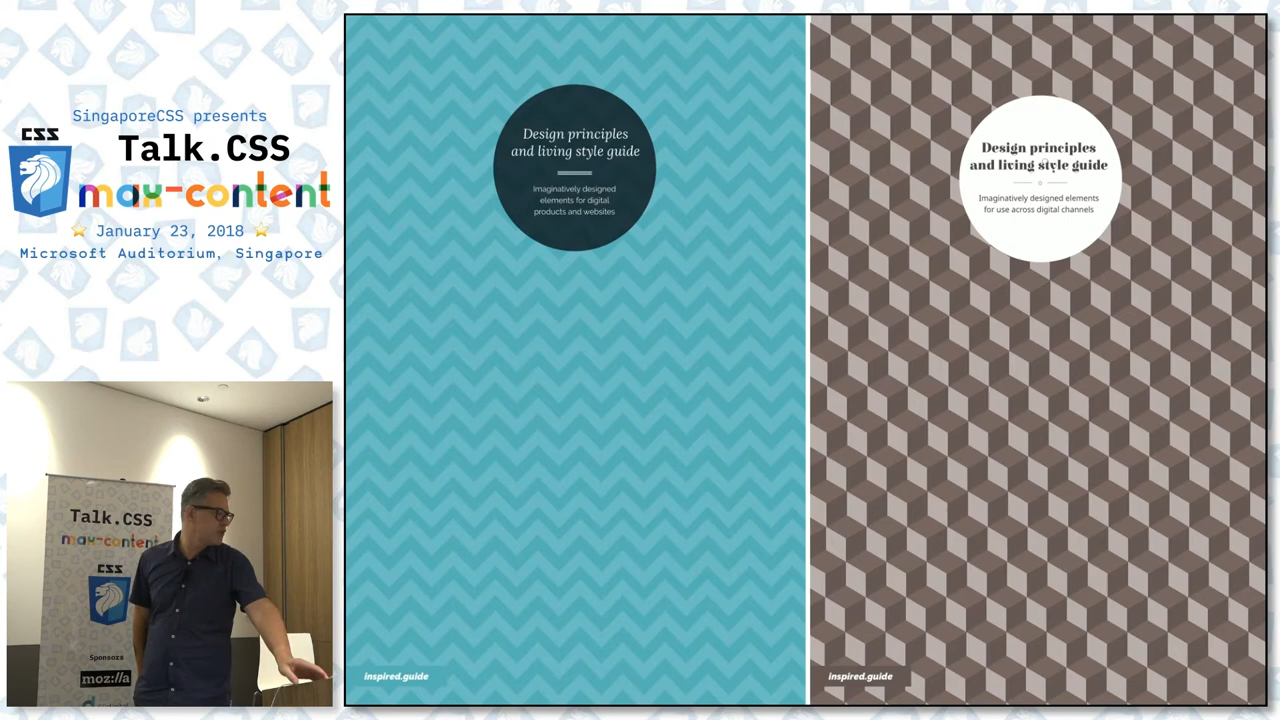 SingaporeCSS presents
CSS
Talk.CSS
max-content
January 23, 2018
Microsoft Auditorium, Singapore
Talk.CSS
max-content
CSS
Sponsors
moz://a
Design principles
and living style guide
Imaginatively designed
elements for digital
products and websites
inspired.guide
Design principles
and living style guide
Imaginatively designed elements
for use across digital channels
inspired.guide